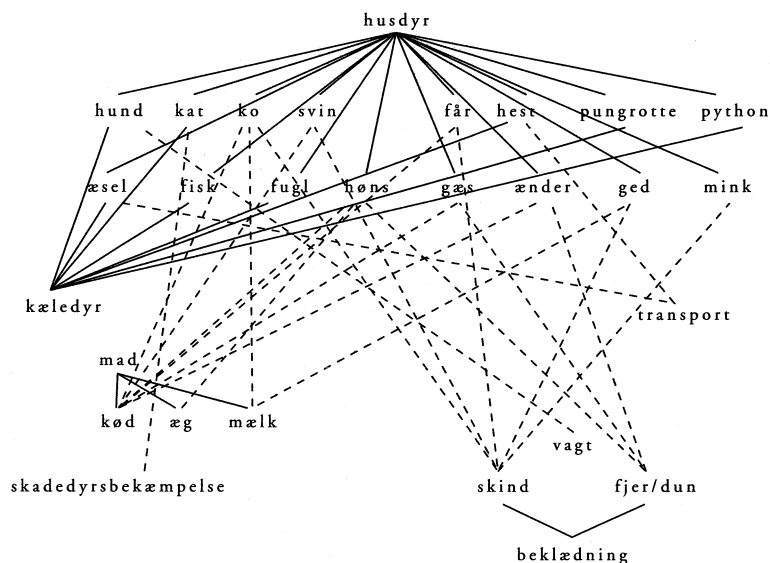 husdyr
hund kat ko svin får hest pungrotte python
æsel fisk fugl høns gæs ænder ged mink
kæledyr
transport
mad
kød æg mælk
vagt
skadedyrsbekæmpelse
skind fjer/dun
beklædning